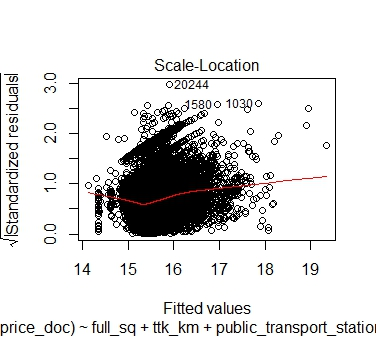 Scale-Location
√|Standardized residuals|
3.0
2.0
1.0
0.0
20244
1580
1030
14 15 16 17 18 19
Fitted values
price_doc) ~ full_sq + ttk_km + public_transport_station